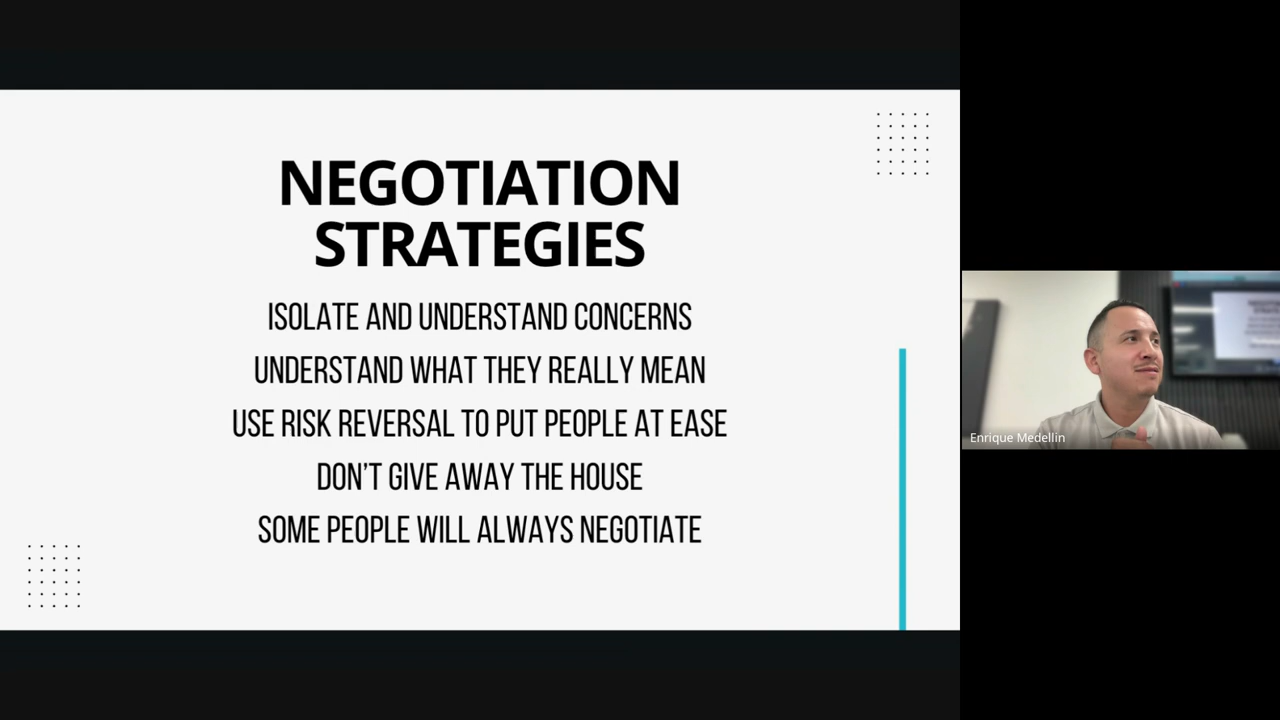 NEGOTIATION
STRATEGIES
ISOLATE AND UNDERSTAND CONCERNS
UNDERSTAND WHAT THEY REALLY MEAN
USE RISK REVERSAL TO PUT PEOPLE AT EASE
DON'T GIVE AWAY THE HOUSE
SOME PEOPLE WILL ALWAYS NEGOTIATE
Enrique Medellin